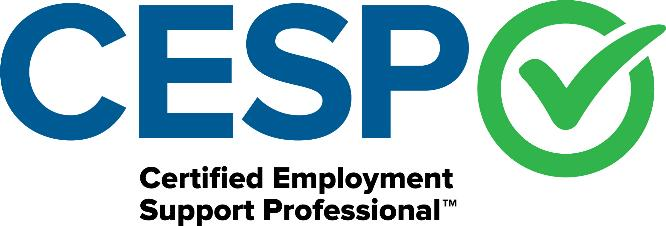 CESP
Certified Employment
Support Professional™